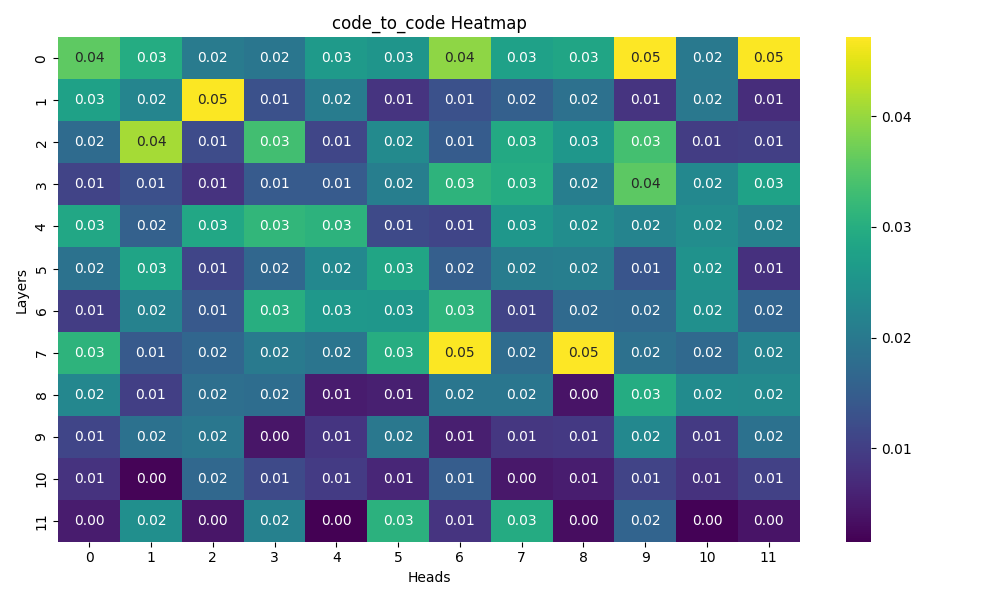 code_to_code Heatmap
0 0.04 0.03 0.02 0.02 0.03 0.03 0.04 0.03 0.03 0.05 0.02 0.05
1 0.03 0.02 0.05 0.01 0.02 0.01 0.01 0.02 0.02 0.01 0.02 0.01
2 0.02 0.04 0.01 0.03 0.01 0.02 0.01 0.03 0.03 0.03 0.01 0.01
3 0.01 0.01 0.01 0.01 0.01 0.02 0.03 0.03 0.02 0.04 0.02 0.03
4 0.03 0.02 0.03 0.03 0.03 0.01 0.01 0.03 0.02 0.02 0.02 0.02
5 0.02 0.03 0.01 0.02 0.02 0.03 0.02 0.02 0.02 0.01 0.02 0.01
6 0.01 0.02 0.01 0.03 0.03 0.03 0.03 0.01 0.02 0.02 0.02 0.02
7 0.03 0.01 0.02 0.02 0.02 0.03 0.05 0.02 0.05 0.02 0.02 0.02
8 0.02 0.01 0.02 0.02 0.01 0.01 0.02 0.02 0.00 0.03 0.02 0.02
9 0.01 0.02 0.02 0.00 0.01 0.02 0.01 0.01 0.01 0.02 0.01 0.02
10 0.01 0.00 0.02 0.01 0.01 0.01 0.01 0.00 0.01 0.01 0.01 0.01
11 0.00 0.02 0.00 0.02 0.00 0.03 0.01 0.03 0.00 0.02 0.00 0.00
0 1 2 3 4 5 6 7 8 9 10 11
Heads
Layers
0.04
0.03
0.02
0.01